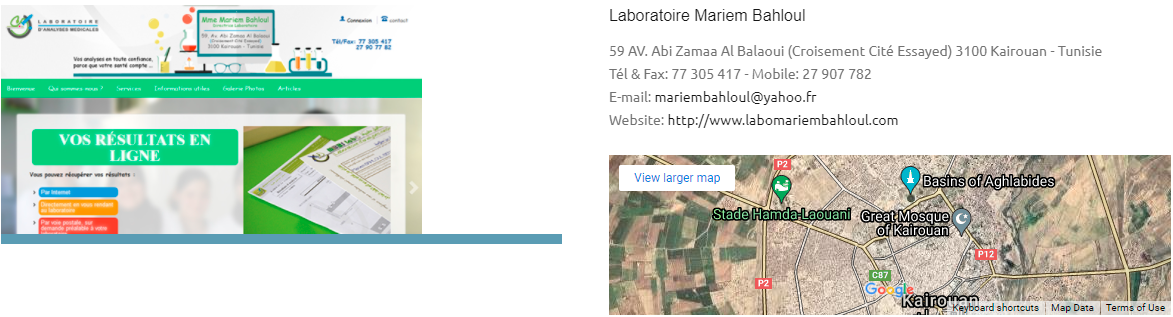 LABORATOIRE
D'ANALYSES MEDICALES
Mme Mariem Bahloul
59, Av. Abi Zamaa Al Balaoui
(Croisement Cité Essayed)
3100 Kairouan - Tunisie
Connexion
contact
Tél/Fax: 77 305 417
27 90 77 82
Vos analyses en toute confiance,
parce que votre santé compte ...
Bienvenue Qui sommes nous ? Services Informations utiles Galerie Photos Articles
VOS RÉSULTATS EN
LIGNE
Vous pouvez récupérer vos résultats :
Par Internet
Directement en vous rendant
au laboratoire
Par voie postale, sur
demande préalable à votre
Laboratoire Mariem Bahloul
59 AV. Abi Zamaa Al Balaoui (Croisement Cité Essayed) 3100 Kairouan - Tunisie
Tél & Fax: 77 305 417 - Mobile: 27 907 782
E-mail: mariembahloul@yahoo.fr
Website: http://www.labomariembahloul.com
View larger map
P2
Basins of Aghlabides
Stade Hamda-Laouani
Great Mosque
of Kairouan
P12
C87
P2
Google
Kairouan
Keyboard shortcuts
Map Data
Terms of Use